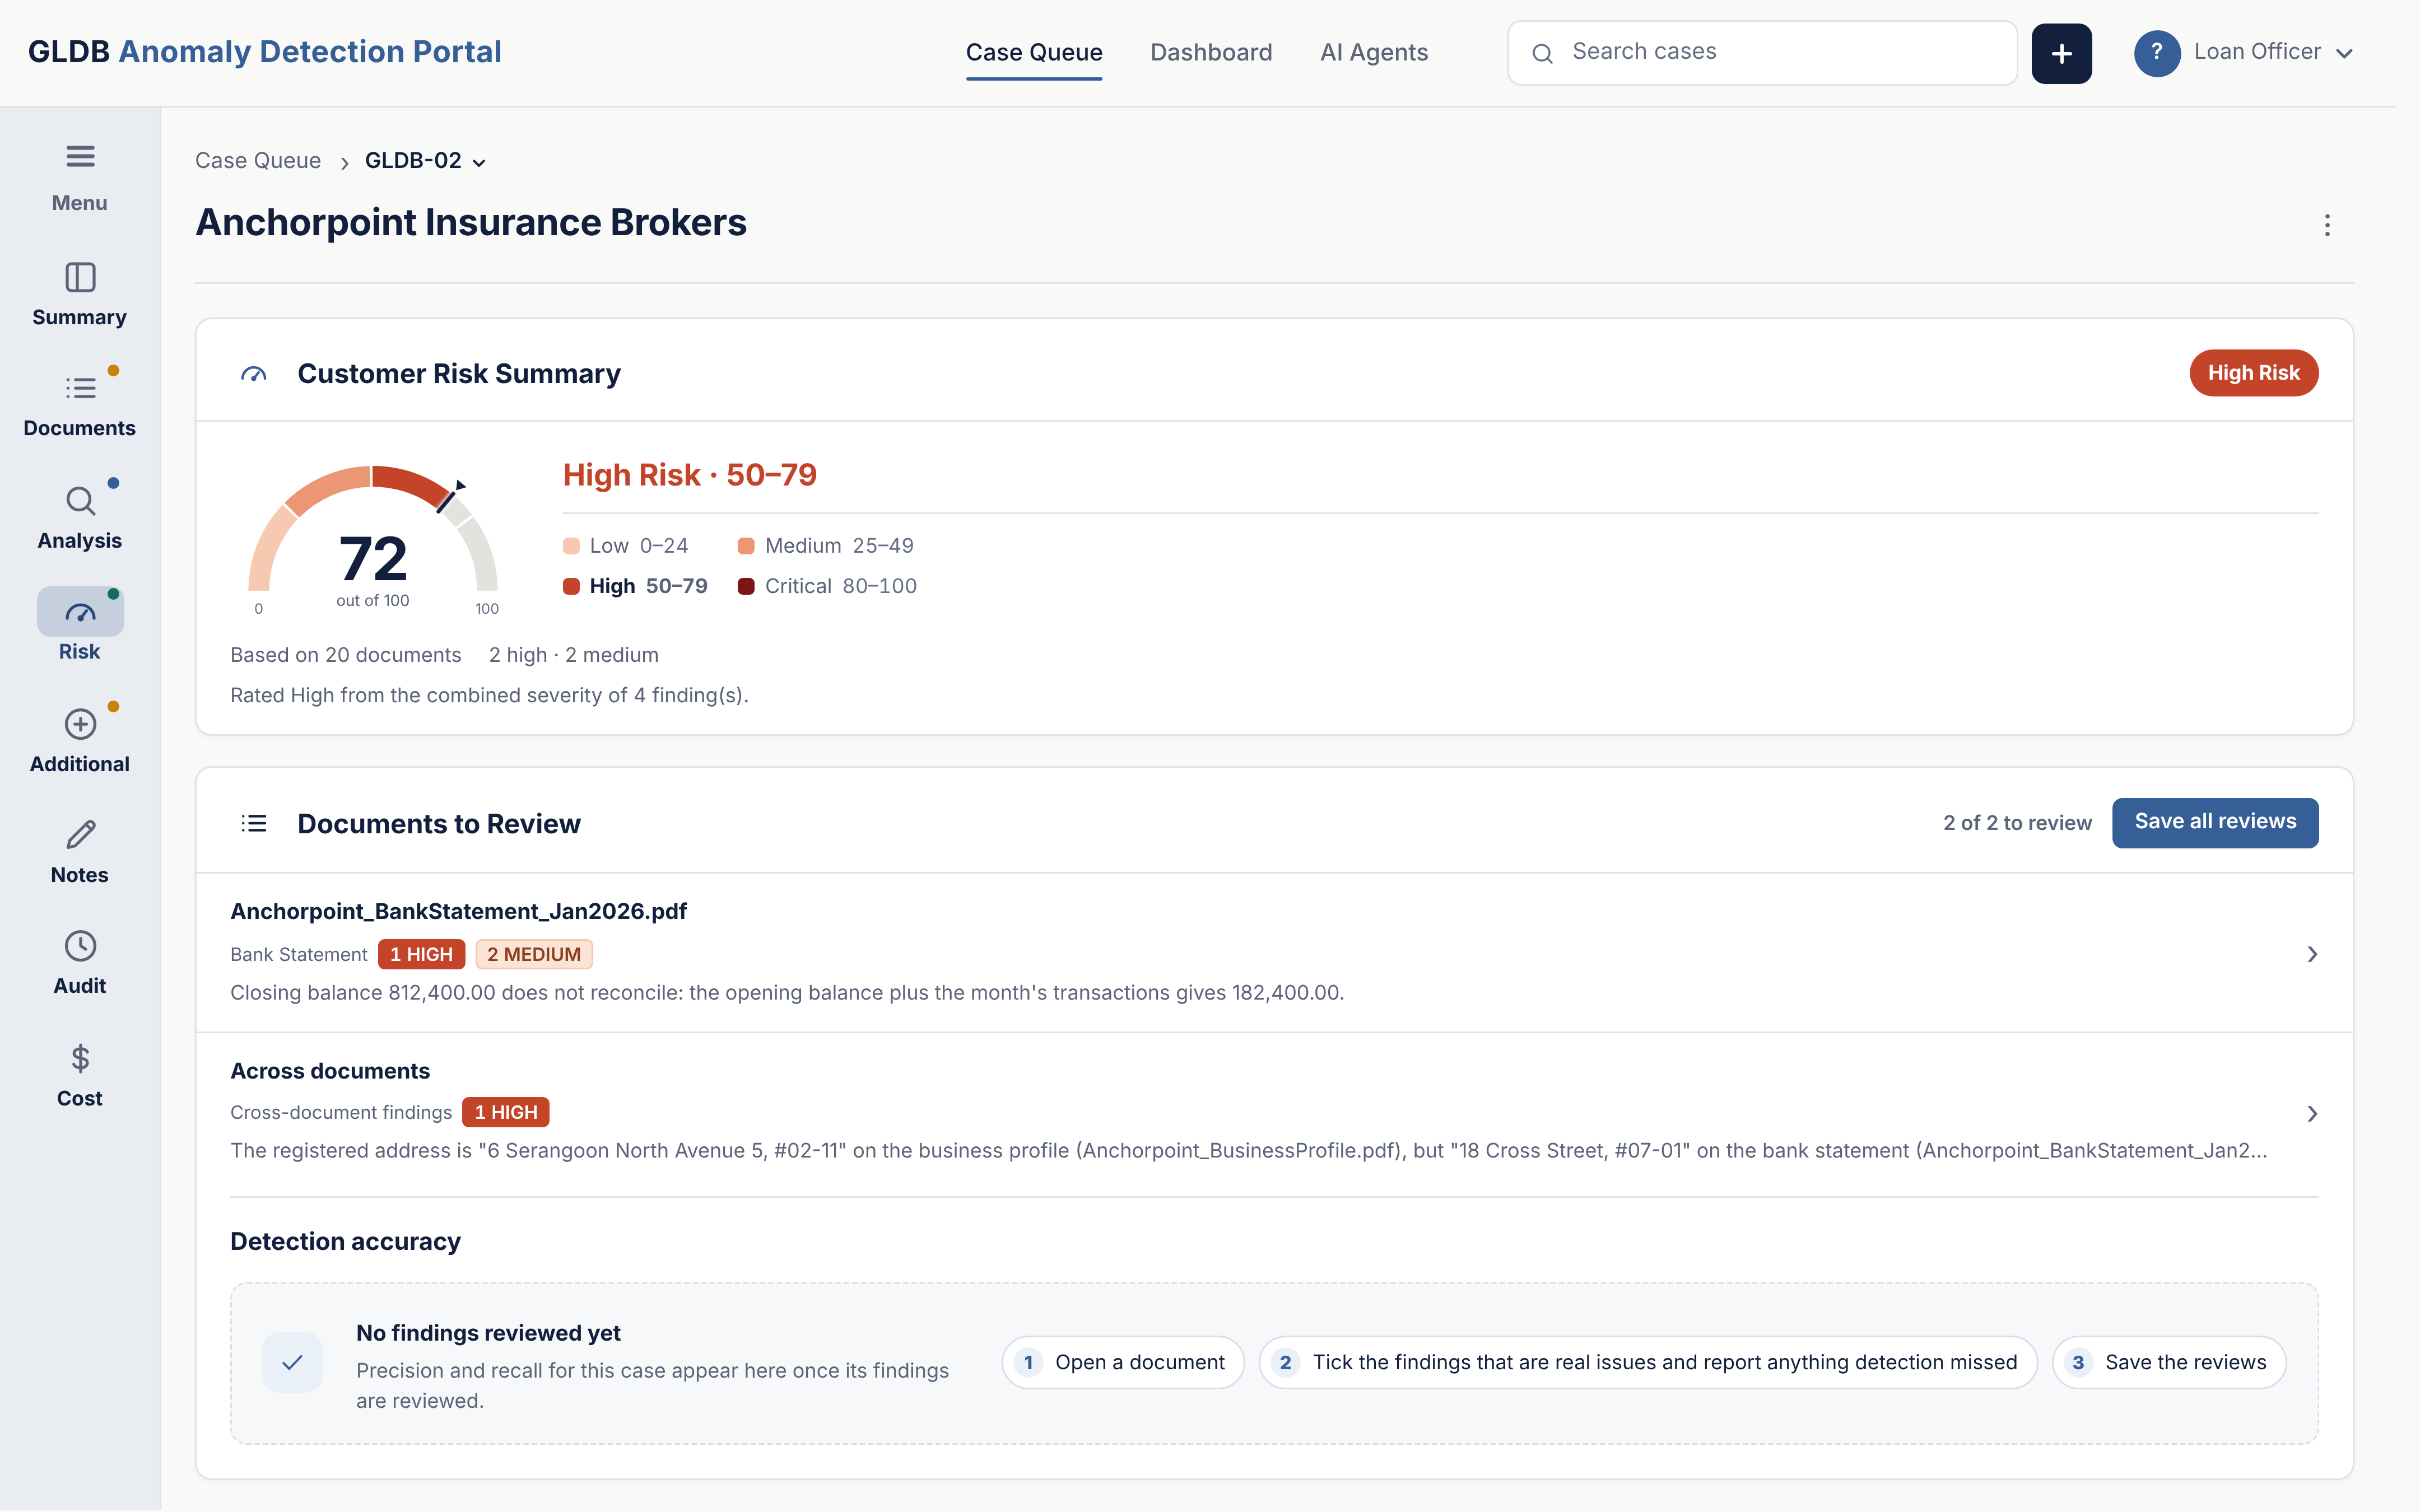 GLDB Anomaly Detection Portal
Case Queue
Dashboard
AI Agents
Search cases
+
?
Loan Officer
Menu
Summary
Documents
Analysis
Risk
Additional
Notes
Audit
$
Cost
Case Queue › GLDB-02
Anchorpoint Insurance Brokers
Customer Risk Summary
High Risk
72
out of 100
0
100
High Risk · 50–79
Low 0–24
Medium 25–49
High 50–79
Critical 80–100
Based on 20 documents 2 high · 2 medium
Rated High from the combined severity of 4 finding(s).
Documents to Review
2 of 2 to review
Save all reviews
Anchorpoint_BankStatement_Jan2026.pdf
Bank Statement 1 HIGH 2 MEDIUM
Closing balance 812,400.00 does not reconcile: the opening balance plus the month's transactions gives 182,400.00.
Across documents
Cross-document findings 1 HIGH
The registered address is "6 Serangoon North Avenue 5, #02-11" on the business profile (Anchorpoint_BusinessProfile.pdf), but "18 Cross Street, #07-01" on the bank statement (Anchorpoint_BankStatement_Jan2...
Detection accuracy
No findings reviewed yet
Precision and recall for this case appear here once its findings
are reviewed.
1 Open a document
2 Tick the findings that are real issues and report anything detection missed
3 Save the reviews